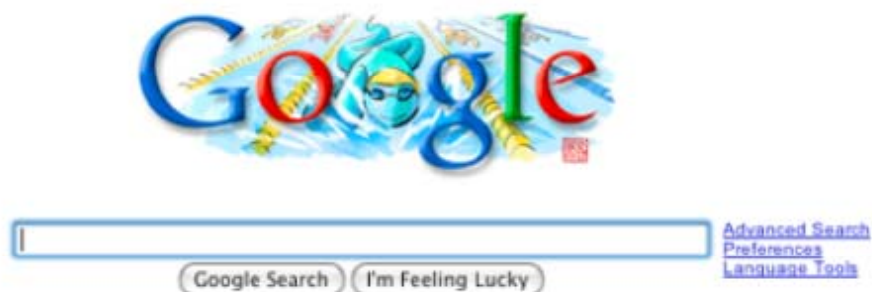 Google
Advanced Search
Preferences
Language Tools
Google Search
I'm Feeling Lucky